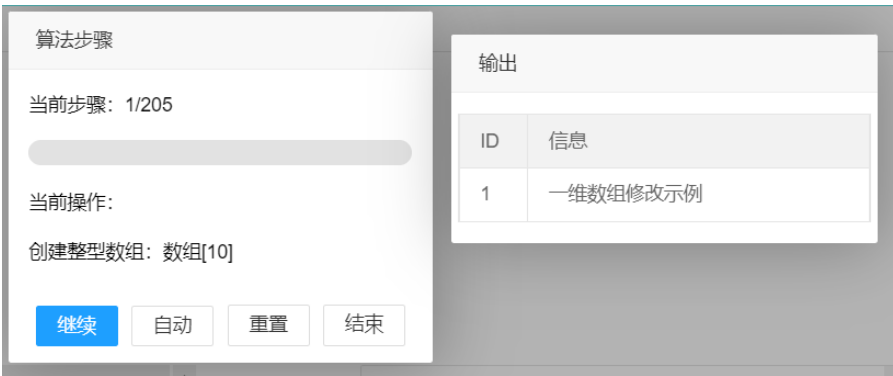 算法步骤
当前步骤：1/205
当前操作：
创建整型数组：数组[10]
继续 自动 重置 结束
输出
ID 信息
1 一维数组修改示例